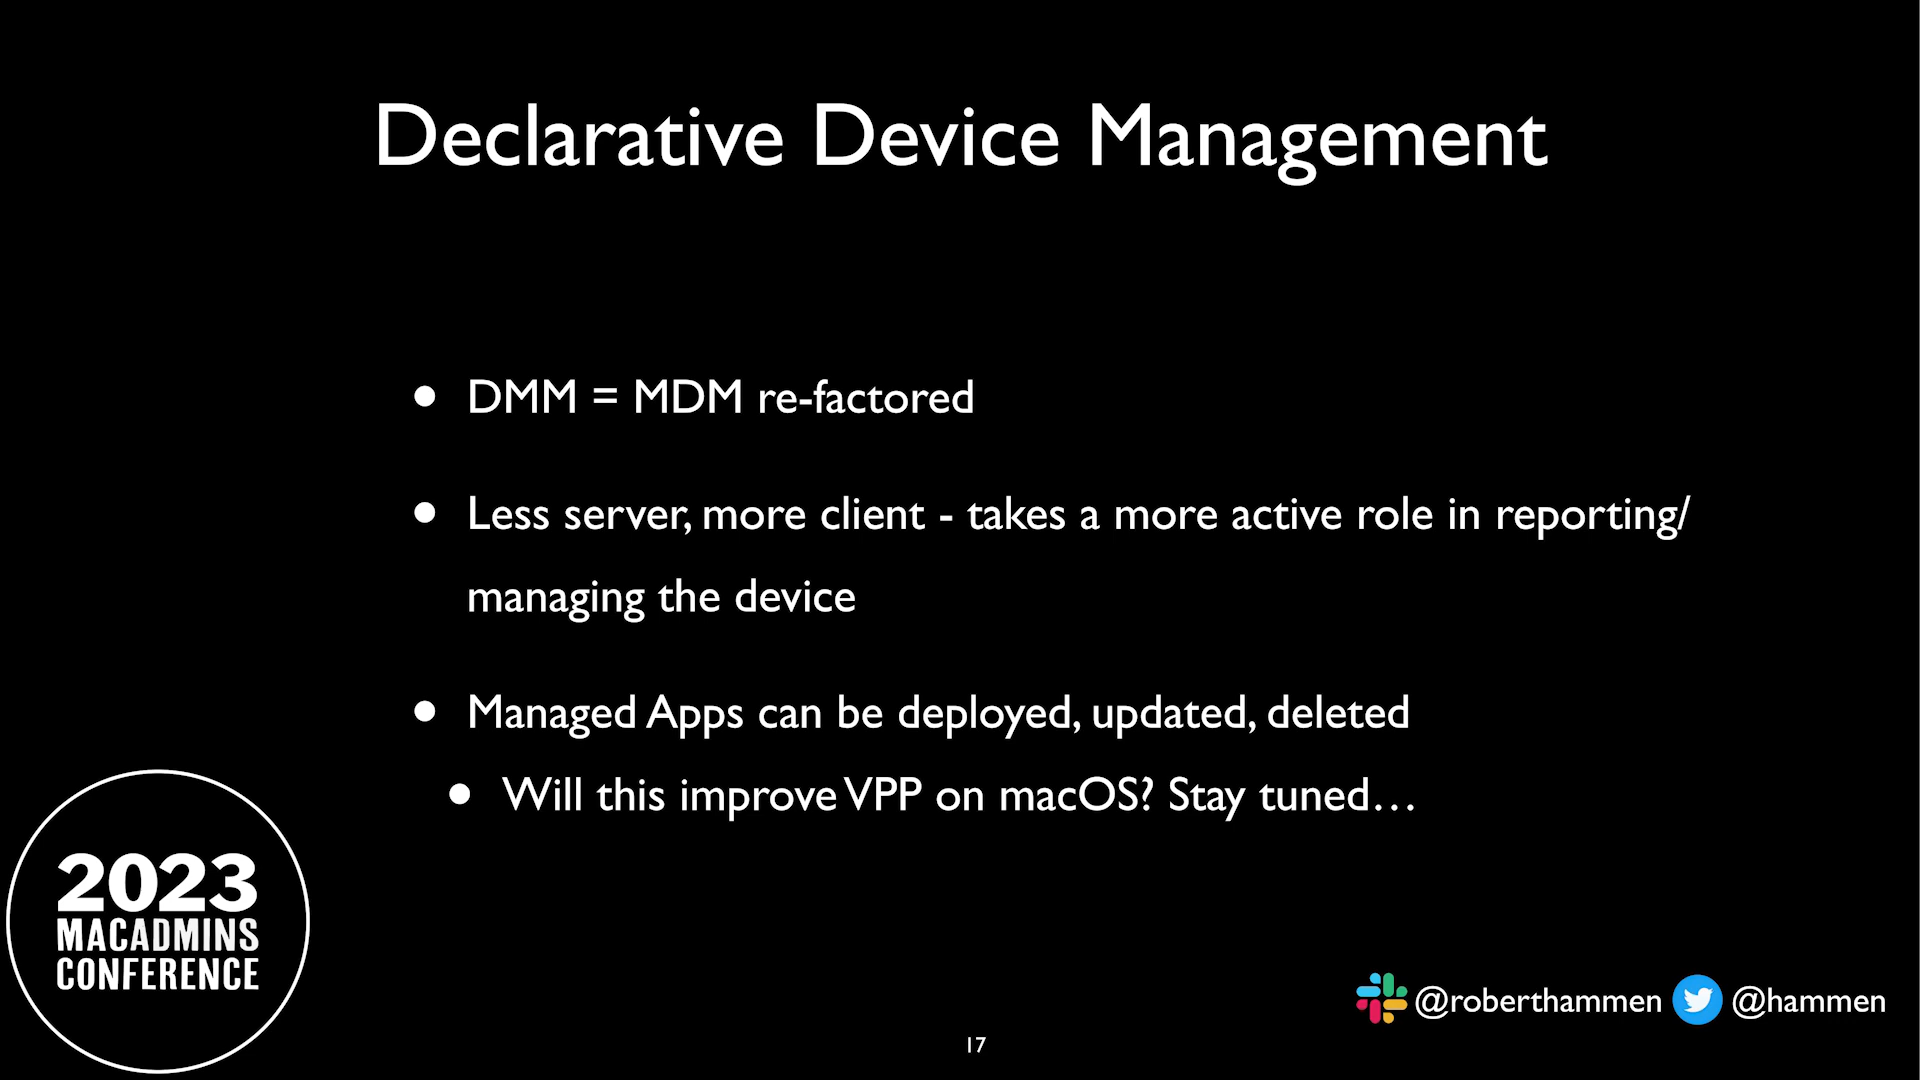 Declarative Device Management
• DMM = MDM re-factored
• Less server, more client - takes a more active role in reporting/
managing the device
• Managed Apps can be deployed, updated, deleted
• Will this improve VPP on macOS? Stay tuned…
2023
MACADMINS
CONFERENCE
@roberthammen @hammen
17